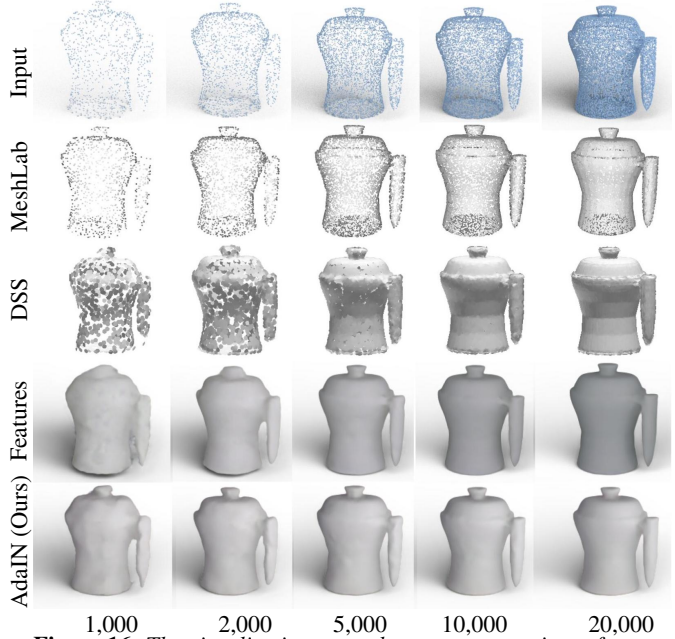 Input
MeshLab
DSS
Features
AdaIN (Ours)
1,000 2,000 5,000 10,000 20,000